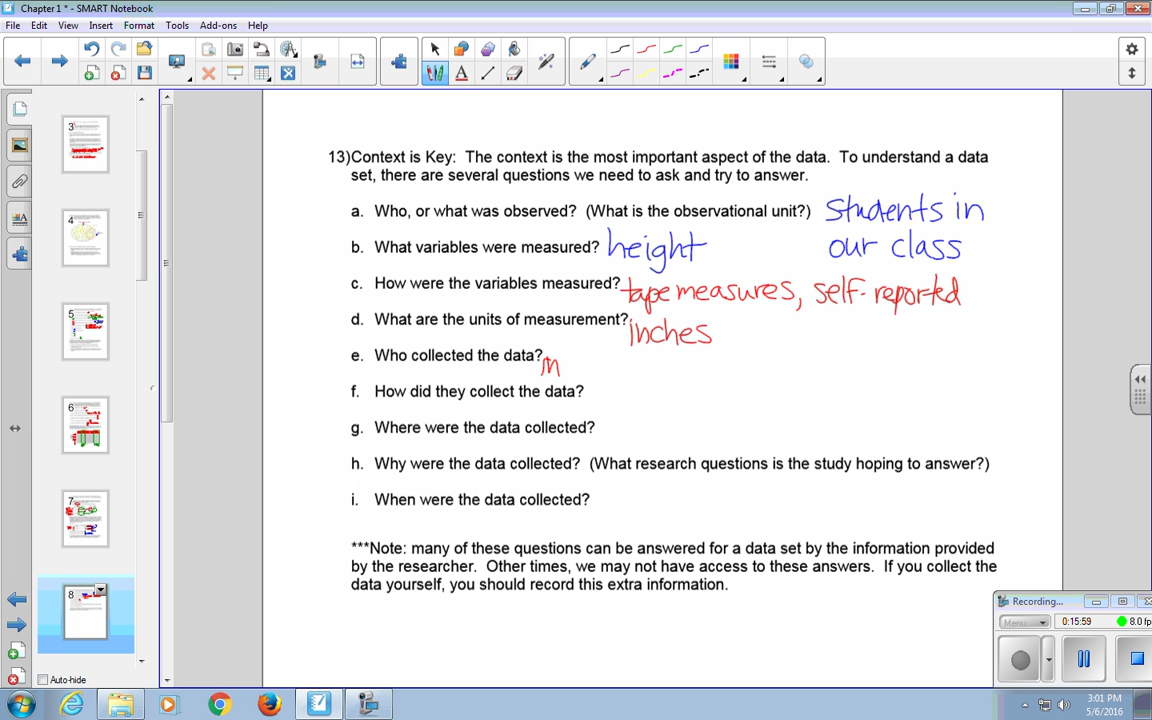 Chapter 1 * - SMART Notebook
File Edit View Insert Format Tools Add-ons Help
13)Context is Key: The context is the most important aspect of the data. To understand a data
set, there are several questions we need to ask and try to answer.
a. Who, or what was observed? (What is the observational unit?) Students in
our class
b. What variables were measured? height
c. How were the variables measured? tape measures, self-reported
d. What are the units of measurement? inches
e. Who collected the data? m
f. How did they collect the data?
g. Where were the data collected?
h. Why were the data collected? (What research questions is the study hoping to answer?)
i. When were the data collected?
***Note: many of these questions can be answered for a data set by the information provided
by the researcher. Other times, we may not have access to these answers. If you collect the
data yourself, you should record this extra information.
3
4
5
6
7
8
Auto-hide
Recording...
Menu 0:15:59 8.0 fp
3:01 PM
5/6/2016